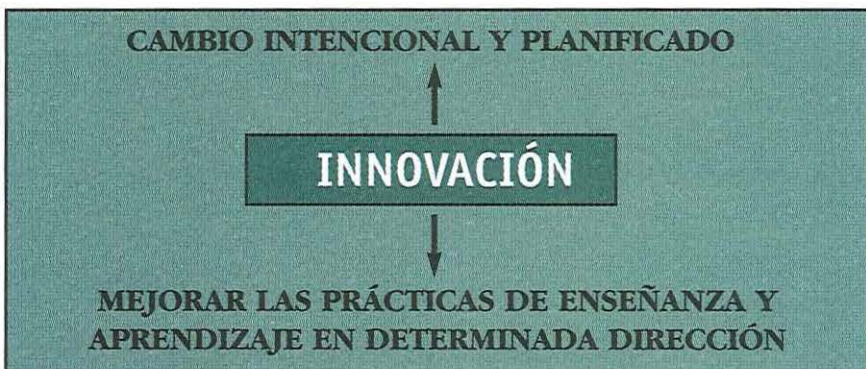 CAMBIO INTENCIONAL Y PLANIFICADO
INNOVACIÓN
MEJORAR LAS PRÁCTICAS DE ENSEÑANZA Y
APRENDIZAJE EN DETERMINADA DIRECCIÓN